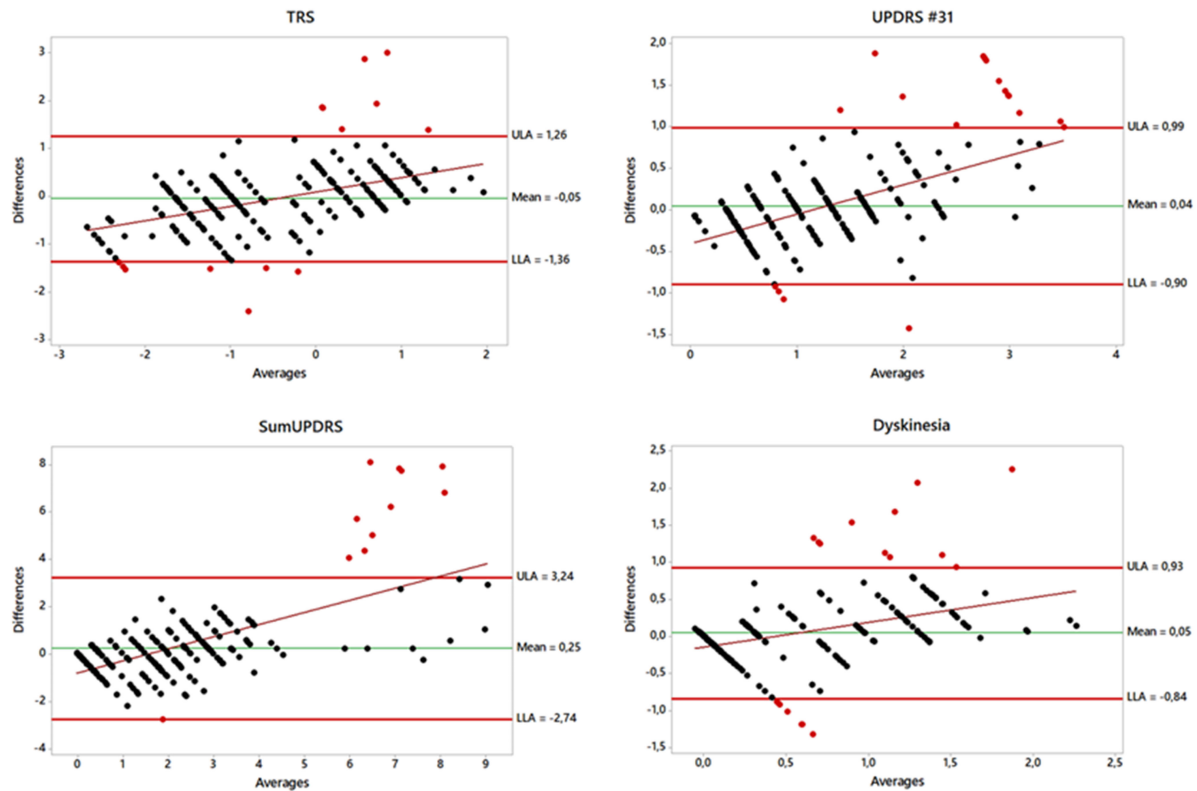 TRS
3
2
1
0
-1
-2
-3
Differences
-3
-2
-1
0
1
2
Averages
ULA = 1,26
Mean = -0,05
LLA = -1,36
UPDRS #31
2,0
1,5
1,0
0,5
0,0
-0,5
-1,0
-1,5
Differences
0
1
2
3
4
Averages
ULA = 0,99
Mean = 0,04
LLA = -0,90
SumUPDRS
8
6
4
2
0
-2
-4
Differences
0
1
2
3
4
5
6
7
8
9
Averages
ULA = 3,24
Mean = 0,25
LLA = -2,74
Dyskinesia
2,5
2,0
1,5
1,0
0,5
0,0
-0,5
-1,0
-1,5
Differences
0,0
0,5
1,0
1,5
2,0
2,5
Averages
ULA = 0,93
Mean = 0,05
LLA = -0,84